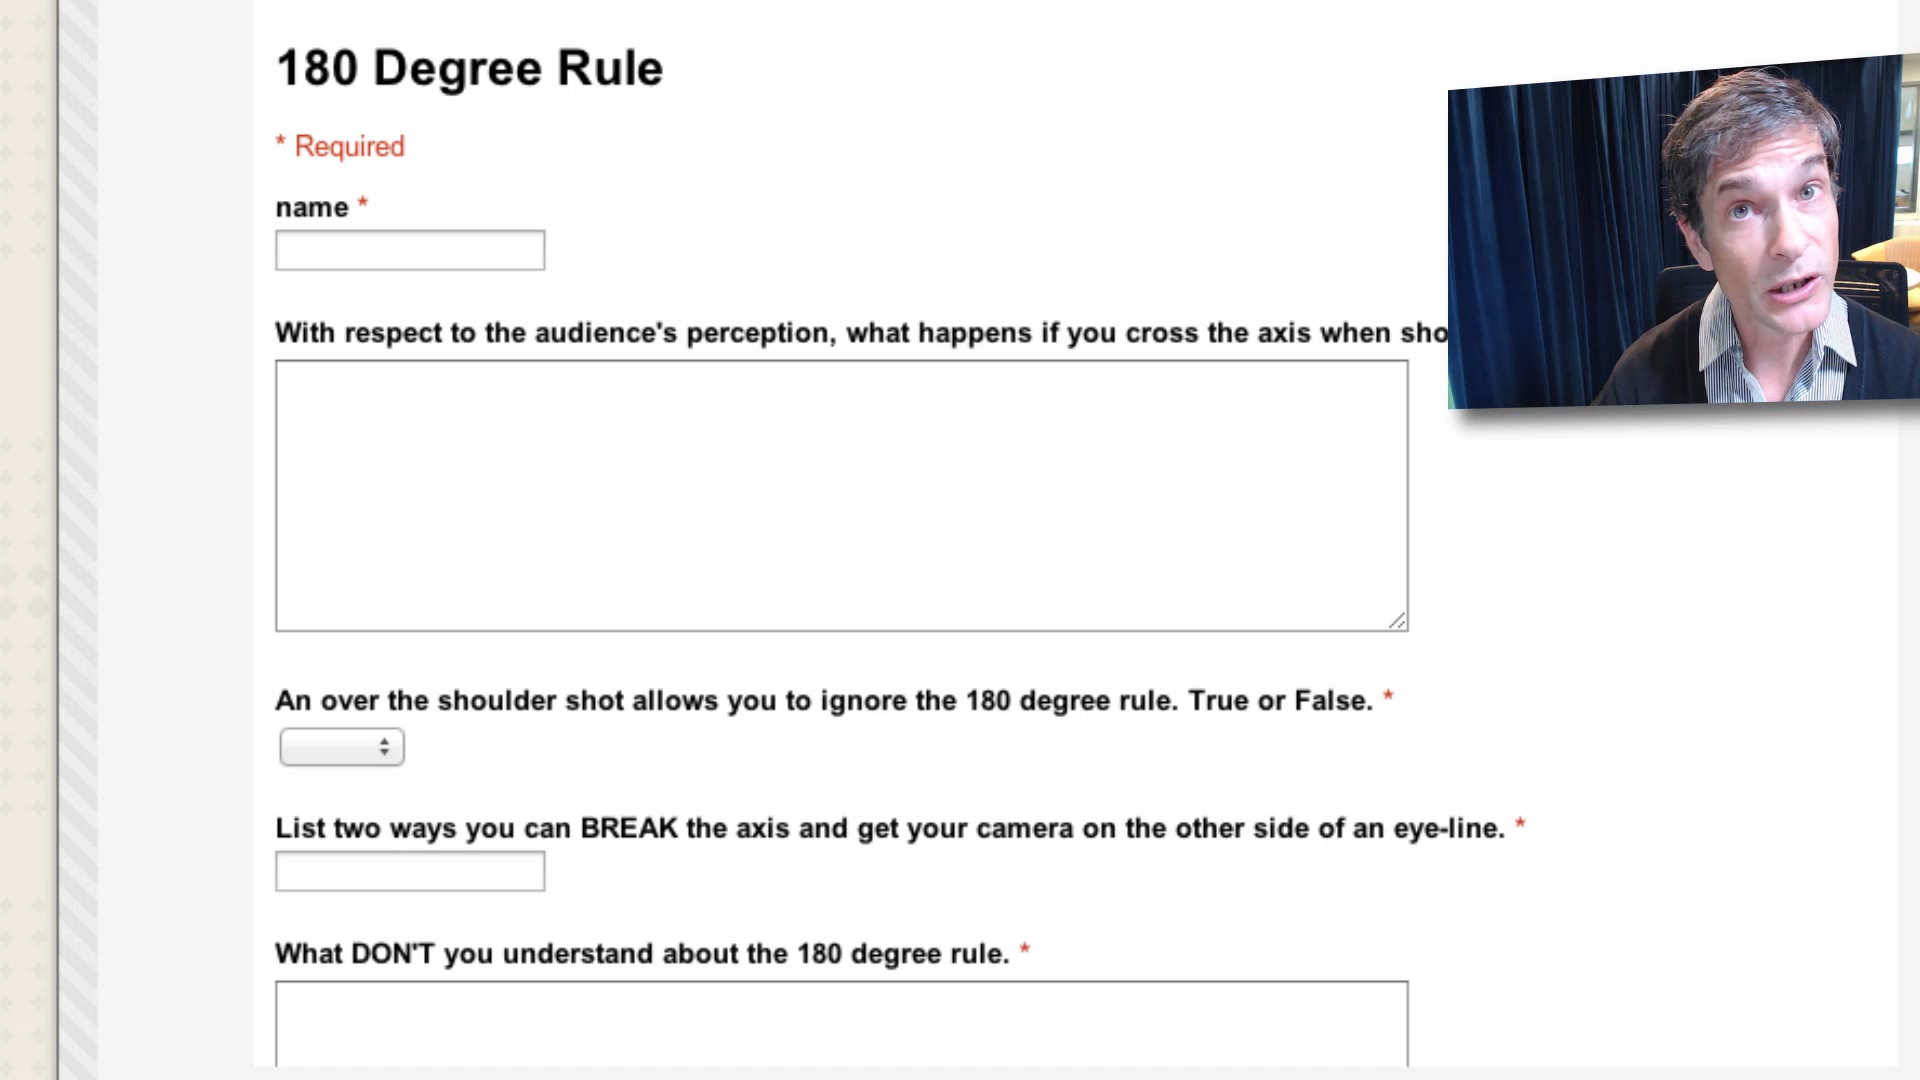 180 Degree Rule
* Required
name *
With respect to the audience's perception, what happens if you cross the axis when
An over the shoulder shot allows you to ignore the 180 degree rule. True or False. *
List two ways you can BREAK the axis and get your camera on the other side of an eye-line. *
What DON'T you understand about the 180 degree rule. *